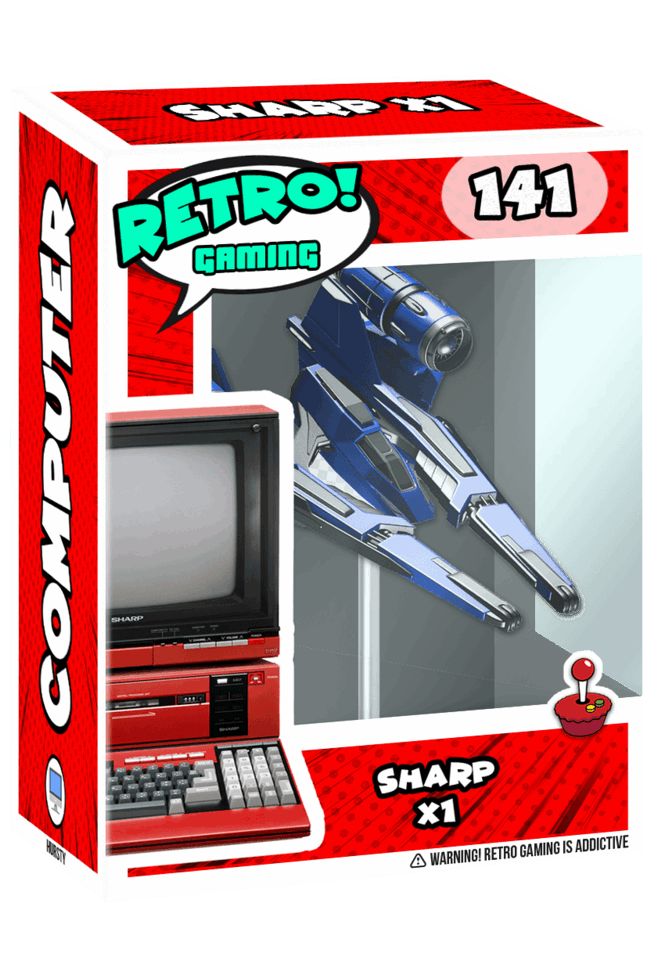 SHARP X1
RETRO!
GAMING
141
COMPUTER
SHARP
SHARP
SHARP
X1
HURSTY
WARNING! RETRO GAMING IS ADDICTIVE